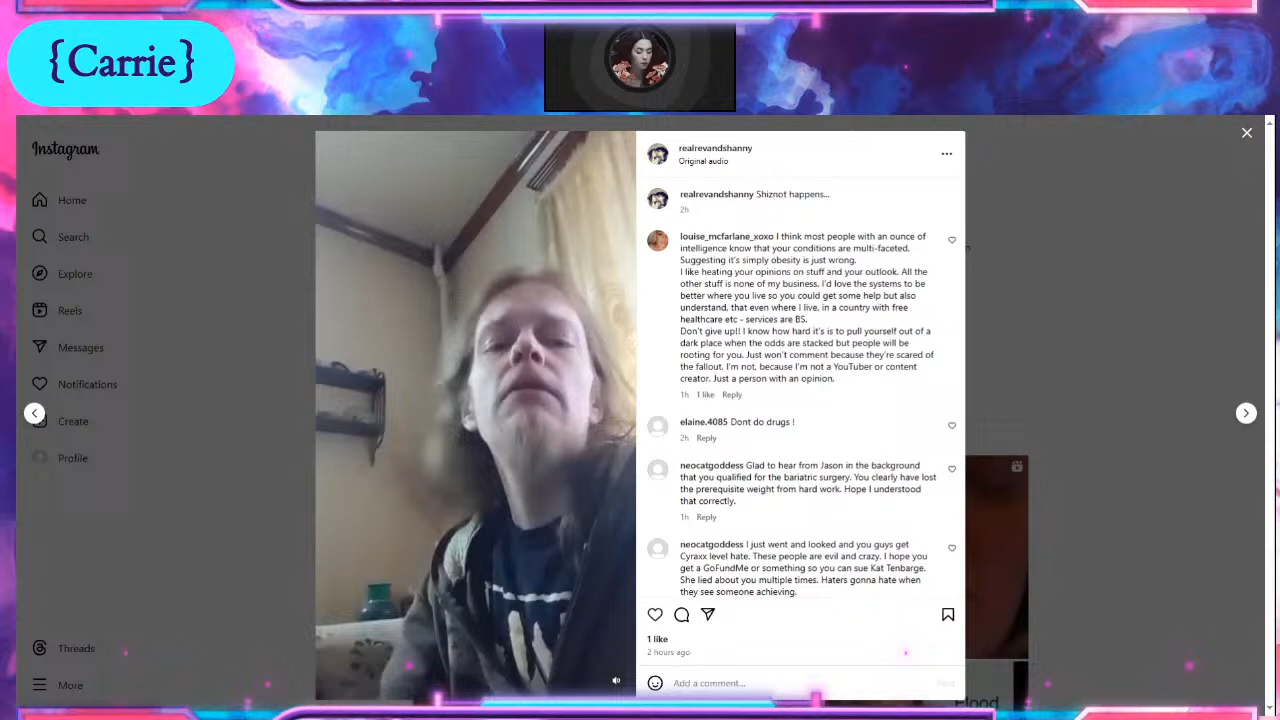 {Carrie}
Instagram
Home
Search
Explore
Reels
Messages
Notifications
Create
Profile
Threads
More
realrevandshanny
Original audio
realrevandshanny Shiznot happens...
2h
louise_mcfarlane_xoxo I think most people with an ounce of
intelligence know that your conditions are multi-faceted.
Suggesting it's simply obesity is just wrong.
I like heating your opinions on stuff and your outlook. All the
other stuff is none of my business. I'd love the systems to be
better where you live so you could get some help but also
understand, that even where I live, in a country with free
healthcare etc - services are BS.
Don't give up!! I know how hard it's is to pull yourself out of a
dark place when the odds are stacked but people will be
rooting for you. Just won't comment because they're scared of
the fallout. I'm not, because I'm not a YouTuber or content
creator. Just a person with an opinion.
1h 1 like Reply
elaine.4085 Dont do drugs !
2h Reply
neocatgoddess Glad to hear from Jason in the background
that you qualified for the bariatric surgery. You clearly have lost
the prerequisite weight from hard work. Hope I understood
that correctly.
1h Reply
neocatgoddess I just went and looked and you guys get
Cyraxx level hate. These people are evil and crazy. I hope you
get a GoFundMe or something so you can sue Kat Tenbarge.
She lied about you multiple times. Haters gonna hate when
they see someone achieving.
1 like
2 hours ago
Add a comment...